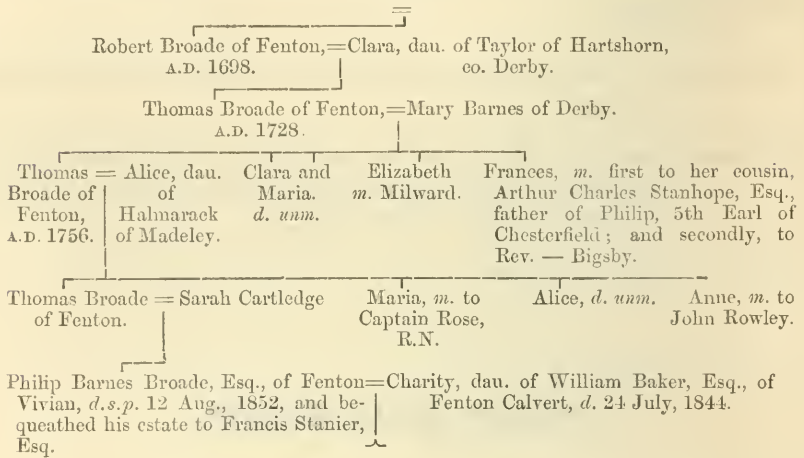 Robert Broade of Fenton,=Clara, dau. of Taylor of Hartshorn,
A.D. 1698. co. Derby.
Thomas Broade of Fenton,=Mary Barnes of Derby.
A.D. 1728.
Thomas = Alice, dau.
Broade of of
Fenton, Halmarack
A.D. 1756. of Madeley.
Clara and
Maria.
d. unm.
Elizabeth
m. Milward.
Frances, m. first to her cousin,
Arthur Charles Stanhope, Esq.,
father of Philip, 5th Earl of
Chesterfield; and secondly, to
Rev. — Bigsby.
Thomas Broade = Sarah Cartledge
of Fenton.
Maria, m. to
Captain Rose,
R.N.
Alice, d. unm.
Anne, m. to
John Rowley.
Philip Barnes Broade, Esq., of Fenton=Charity, dau. of William Baker, Esq., of
Vivian, d.s.p. 12 Aug., 1852, and be- Fenton Calvert, d. 24 July, 1844.
queathed his estate to Francis Stanier,
Esq.